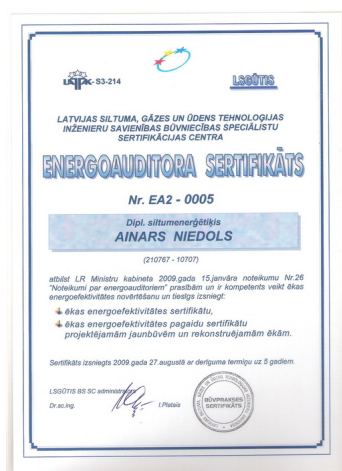 UĢTPK - S3-214
LSGŪTIS
LATVIJAS SILTUMA, GĀZES UN ŪDENS TEHNOLOĢIJAS
INŽENIERU SAVIENĪBAS BŪVNIECĪBAS SPECIĀLISTU
SERTIFIKĀCIJAS CENTRA
ENERGOAUDITORA SERTIFIKĀTS
Nr. EA2 - 0005
Dipl. siltumenerģētiķis
AINARS NIEDOLS
(210767 - 10707)
atbilst LR Ministru kabineta 2009.gada 15.janvāra noteikumu Nr.26
"Noteikumi par energoauditoriem" prasībām un ir kompetents veikt ēkas
energoefektivitātes novērtēšanu un tiesīgs izsniegt:
ēkas energoefektivitātes sertifikātu,
ēkas energoefektivitātes pagaidu sertifikātu
projektējamām jaunbūvēm un rekonstruējamām ēkām.
Sertifikāts izsniegts 2009.gada 27.augustā ar derīguma termiņu uz 5 gadiem.
LSGŪTIS BS SC administrators
Dr.sc.ing. I.Platais
BŪVPRAKSES
SERTIFIKĀTS